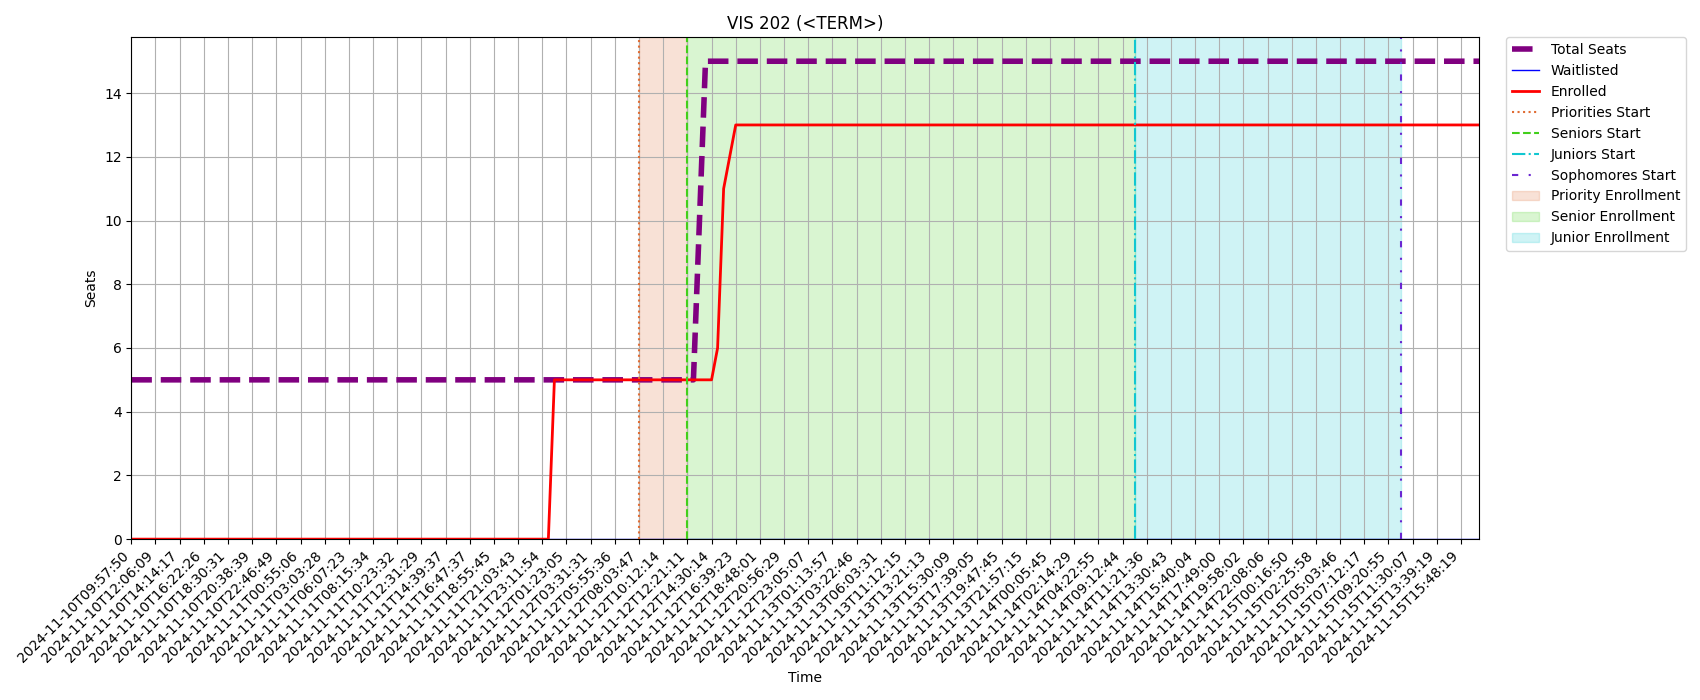 VIS 202 (<TERM>)
Total Seats
Waitlisted
Enrolled
Priorities Start
Seniors Start
Juniors Start
Sophomores Start
Priority Enrollment
Senior Enrollment
Junior Enrollment
Seats
14
12
10
8
6
4
2
0
2024-11-10T09:57:50
2024-11-10T12:06:09
2024-11-10T14:14:17
2024-11-10T16:22:26
2024-11-10T18:30:31
2024-11-10T20:38:39
2024-11-10T22:46:49
2024-11-11T00:55:06
2024-11-11T03:03:28
2024-11-11T06:07:23
2024-11-11T08:15:34
2024-11-11T10:23:32
2024-11-11T12:31:29
2024-11-11T14:39:37
2024-11-11T16:47:37
2024-11-11T18:55:45
2024-11-11T21:03:43
2024-11-11T23:11:54
2024-11-12T01:23:05
2024-11-12T03:31:31
2024-11-12T05:55:36
2024-11-12T08:03:47
2024-11-12T10:12:14
2024-11-12T12:21:11
2024-11-12T14:30:14
2024-11-12T16:39:23
2024-11-12T18:48:01
2024-11-12T20:56:29
2024-11-12T23:05:07
2024-11-13T01:13:57
2024-11-13T03:22:46
2024-11-13T06:03:31
2024-11-13T11:12:15
2024-11-13T13:21:13
2024-11-13T15:30:09
2024-11-13T17:39:05
2024-11-13T19:47:45
2024-11-13T21:57:15
2024-11-14T00:05:45
2024-11-14T02:14:29
2024-11-14T04:22:55
2024-11-14T09:12:44
2024-11-14T11:21:36
2024-11-14T13:30:43
2024-11-14T15:40:04
2024-11-14T17:49:00
2024-11-14T19:58:02
2024-11-14T22:08:06
2024-11-15T00:16:50
2024-11-15T02:25:58
2024-11-15T05:03:46
2024-11-15T07:12:17
2024-11-15T09:20:55
2024-11-15T11:30:07
2024-11-15T13:39:19
2024-11-15T15:48:19
Time